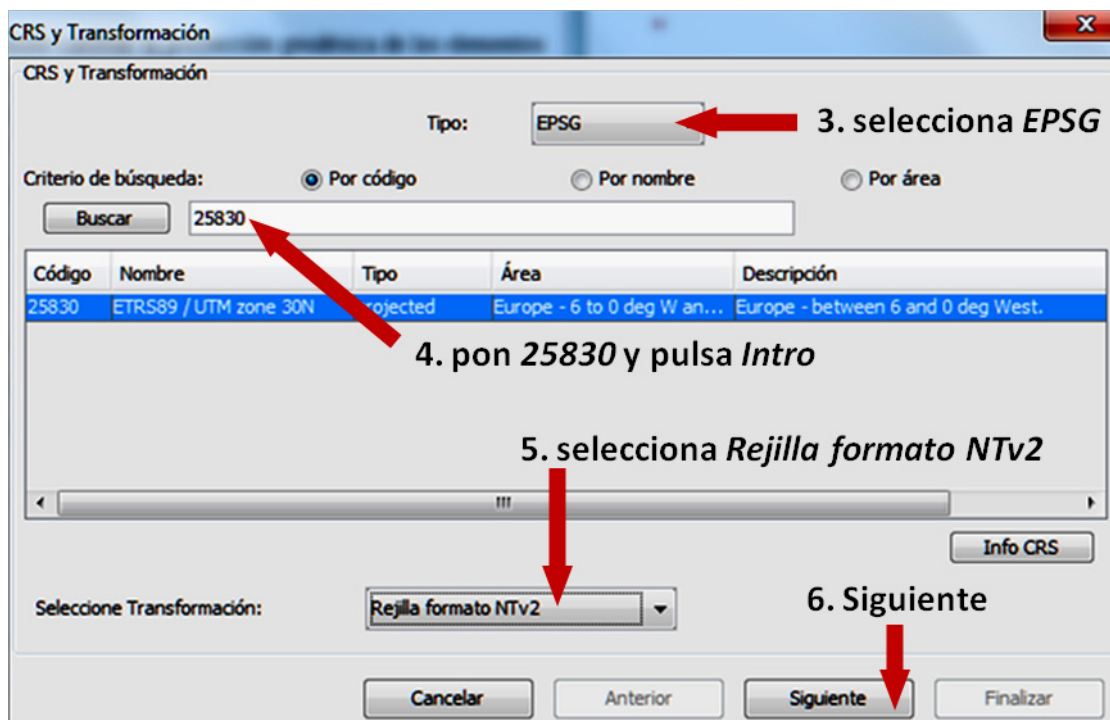 CRS y Transformación
CRS y Transformación
Tipo: EPSG
3. selecciona EPSG
Criterio de búsqueda: Por código Por nombre Por área
Buscar 25830
Código Nombre Tipo Área Descripción
25830 ETRS89 / UTM zone 30N rojected Europe - 6 to 0 deg W an... Europe - between 6 and 0 deg West.
4. pon 25830 y pulsa Intro
5. selecciona Rejilla formato NTv2
Info CRS
Seleccione Transformación: Rejilla formato NTv2
6. Siguiente
Cancelar Anterior Siguiente Finalizar